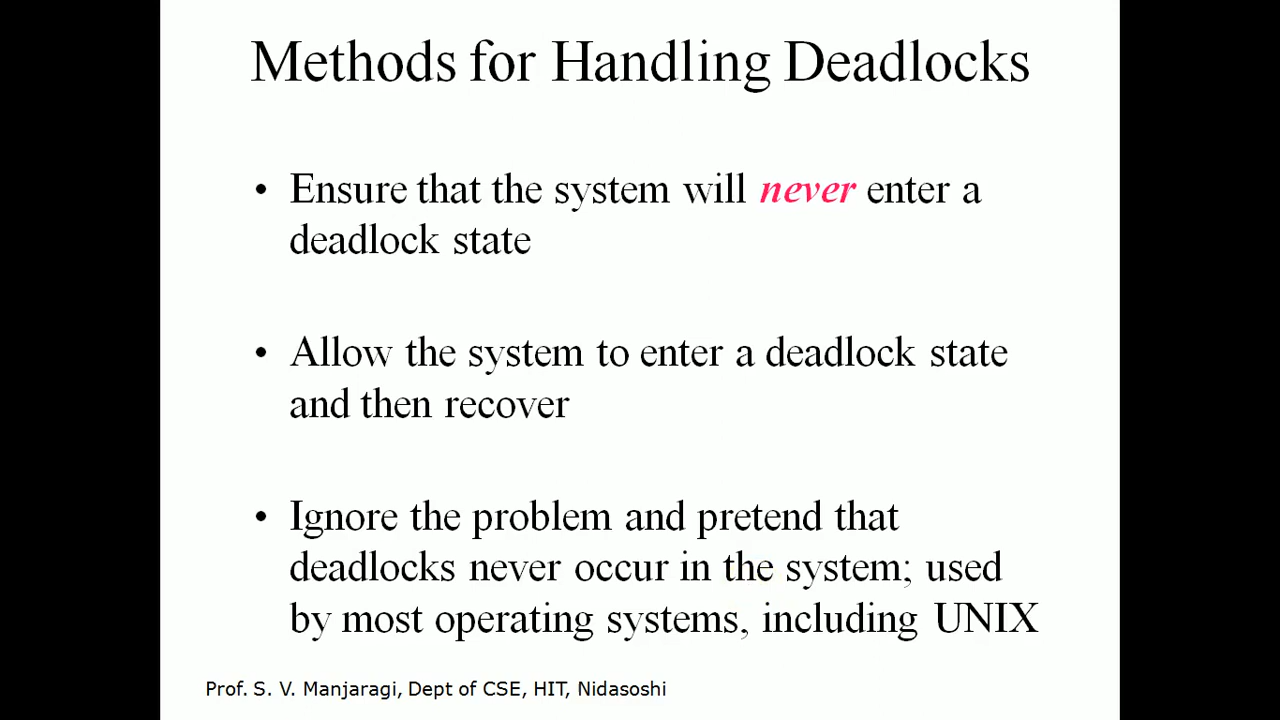 Methods for Handling Deadlocks
• Ensure that the system will never enter a
deadlock state
• Allow the system to enter a deadlock state
and then recover
• Ignore the problem and pretend that
deadlocks never occur in the system; used
by most operating systems, including UNIX
Prof. S. V. Manjaragi, Dept of CSE, HIT, Nidasoshi